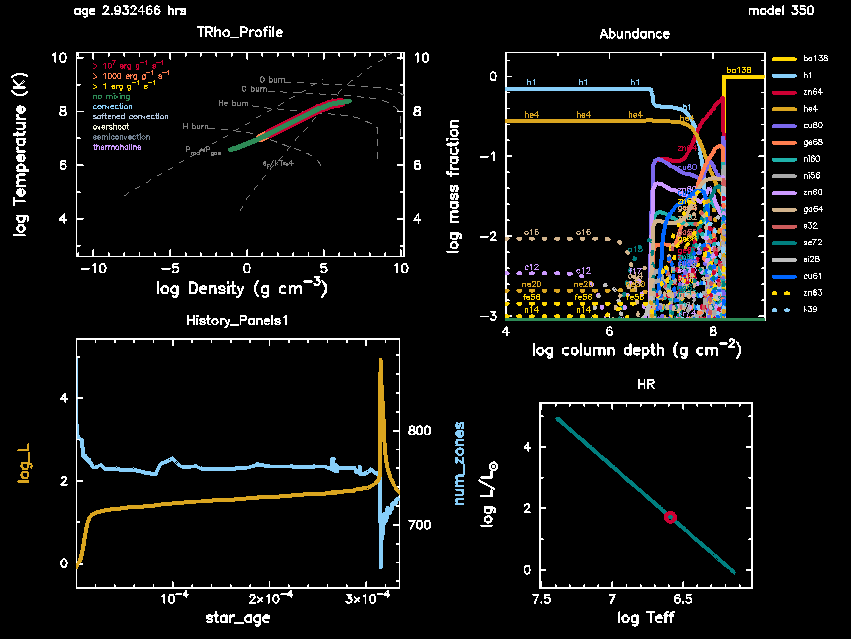 age 2.932466 hrs
model 350
TRho_Profile
> 10⁷ erg g⁻¹ s⁻¹
> 1000 erg g⁻¹ s⁻¹
> 1 erg g⁻¹ s⁻¹
no mixing
convection
softened convection
overshoot
semiconvection
thermohaline
O burn
C burn
He burn
H burn
log Temperature (K)
10
8
6
4
10
8
6
4
−10
−5
0
5
10
log Density (g cm⁻³)
Abundance
ba138
h1 h1 h1 h1
he4 he4 he4
zn64
cu60
o16 o16
c12 c12
ne20 ne20
fe56 fe56 fe56
n14 n14
log mass fraction
0
−1
−2
−3
4
6
8
log column depth (g cm⁻²)
ba138
h1
zn64
he4
cu60
ge68
ni60
ni56
zn60
ga64
s32
se72
si28
cu61
zn63
k39
History_Panels1
log_L
4
2
0
800
700
num_zones
10⁻⁴
2×10⁻⁴
3×10⁻⁴
star_age
HR
log L/L⊙
4
2
0
7.5
7
6.5
log Teff